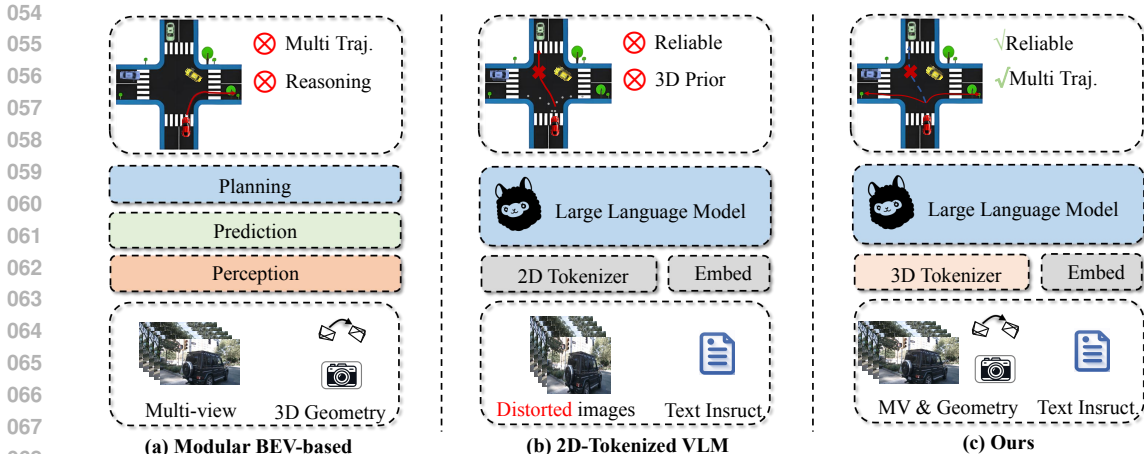 054
055
056
057
058
059
060
061
062
063
064
065
066
067
Multi Traj.
Reasoning
Planning
Prediction
Perception
Multi-view
3D Geometry
(a) Modular BEV-based
Reliable
3D Prior
Large Language Model
2D Tokenizer
Embed
Distorted images
Text Insruct
(b) 2D-Tokenized VLM
√Reliable
√Multi Traj.
Large Language Model
3D Tokenizer
Embed
MV & Geometry
Text Insruct
(c) Ours